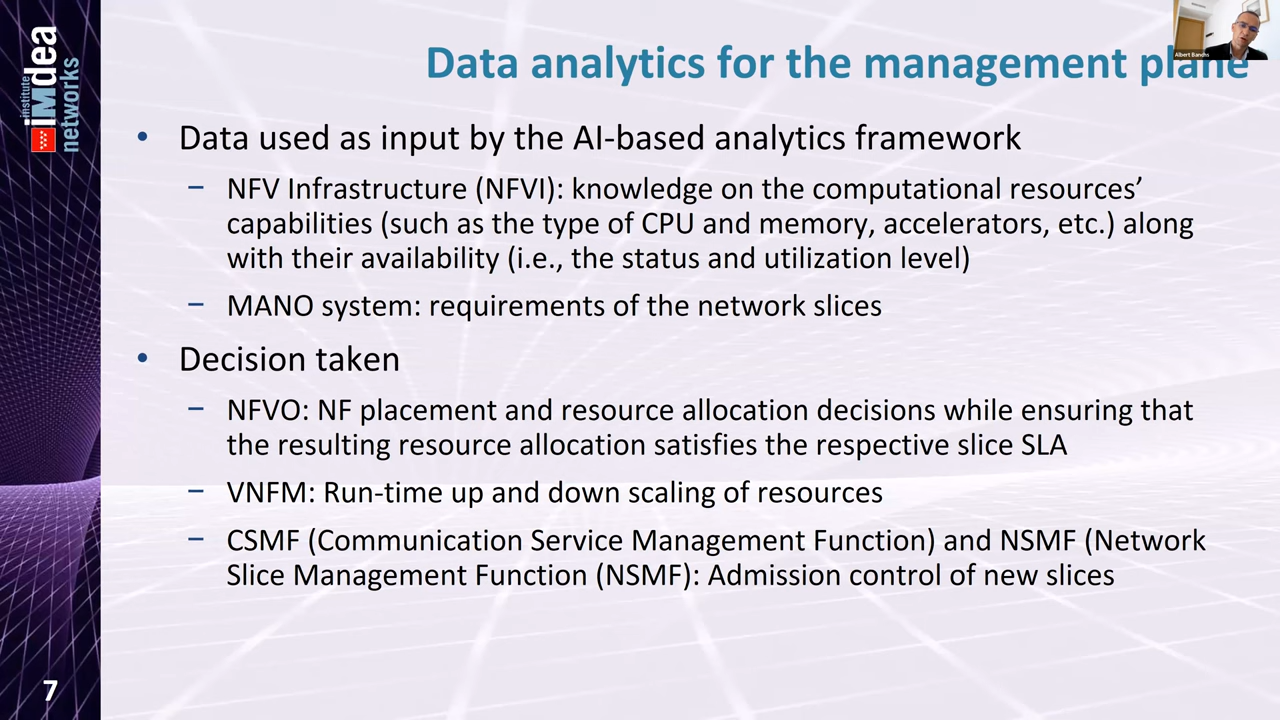 institute
iMdea
networks
Albert Banchs
Data analytics for the management plane
• Data used as input by the AI-based analytics framework
– NFV Infrastructure (NFVI): knowledge on the computational resources’
capabilities (such as the type of CPU and memory, accelerators, etc.) along
with their availability (i.e., the status and utilization level)
– MANO system: requirements of the network slices
• Decision taken
– NFVO: NF placement and resource allocation decisions while ensuring that
the resulting resource allocation satisfies the respective slice SLA
– VNFM: Run-time up and down scaling of resources
– CSMF (Communication Service Management Function) and NSMF (Network
Slice Management Function (NSMF): Admission control of new slices
7